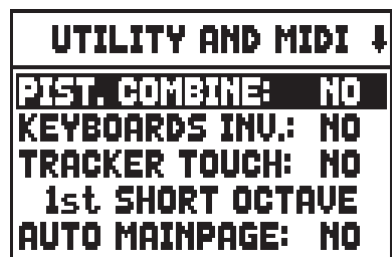 UTILITY AND MIDI ↓
PIST. COMBINE: NO
KEYBOARDS INV.: NO
TRACKER TOUCH: NO
1st SHORT OCTAVE
AUTO MAINPAGE: NO